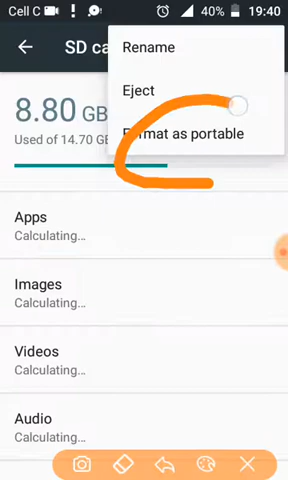 Cell C 40% 19:40
SD ca
Rename
Eject
Format as portable
8.80 GB
Used of 14.70 GB
Apps
Calculating...
Images
Calculating...
Videos
Calculating...
Audio
Calculating...